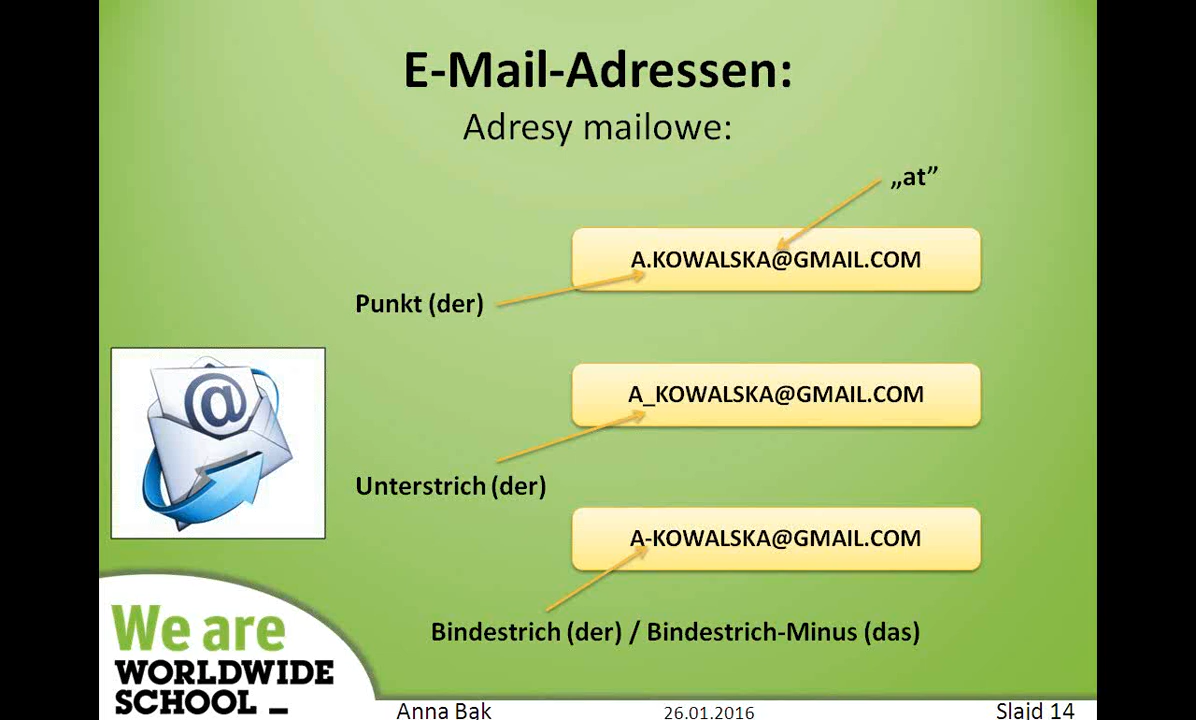 E-Mail-Adressen:
Adresy mailowe:
„at”
A.KOWALSKA@GMAIL.COM
Punkt (der)
A_KOWALSKA@GMAIL.COM
Unterstrich (der)
A-KOWALSKA@GMAIL.COM
Bindestrich (der) / Bindestrich-Minus (das)
We are
WORLDWIDE
SCHOOL _
Anna Bąk
26.01.2016
Slajd 14